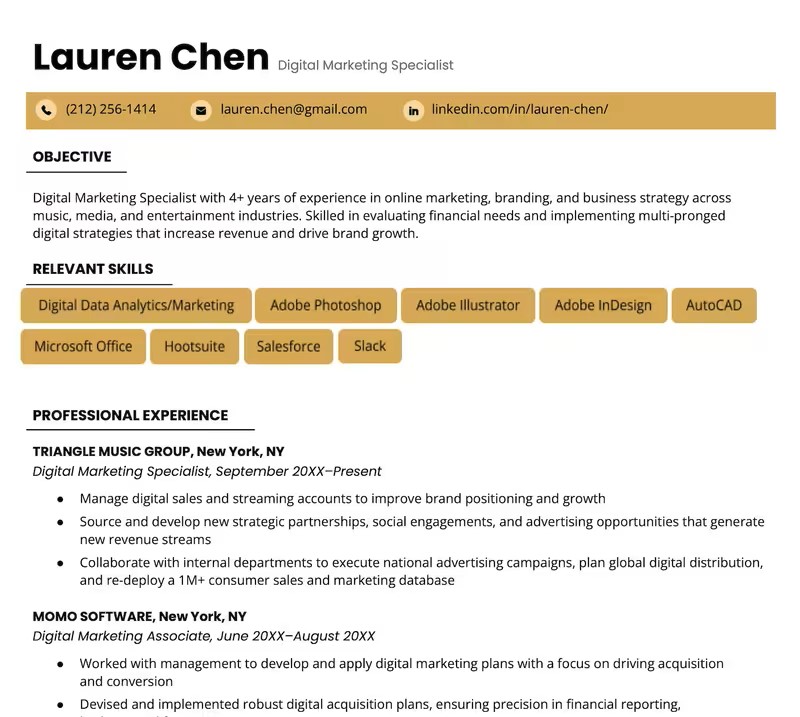 Lauren Chen Digital Marketing Specialist
(212) 256-1414 lauren.chen@gmail.com linkedin.com/in/lauren-chen/
OBJECTIVE
Digital Marketing Specialist with 4+ years of experience in online marketing, branding, and business strategy across
music, media, and entertainment industries. Skilled in evaluating financial needs and implementing multi-pronged
digital strategies that increase revenue and drive brand growth.
RELEVANT SKILLS
Digital Data Analytics/Marketing Adobe Photoshop Adobe Illustrator Adobe InDesign AutoCAD
Microsoft Office Hootsuite Salesforce Slack
PROFESSIONAL EXPERIENCE
TRIANGLE MUSIC GROUP, New York, NY
Digital Marketing Specialist, September 20XX–Present
● Manage digital sales and streaming accounts to improve brand positioning and growth
● Source and develop new strategic partnerships, social engagements, and advertising opportunities that generate
new revenue streams
● Collaborate with internal departments to execute national advertising campaigns, plan global digital distribution,
and re-deploy a 1M+ consumer sales and marketing database
MOMO SOFTWARE, New York, NY
Digital Marketing Associate, June 20XX–August 20XX
● Worked with management to develop and apply digital marketing plans with a focus on driving acquisition
and conversion
● Devised and implemented robust digital acquisition plans, ensuring precision in financial reporting,